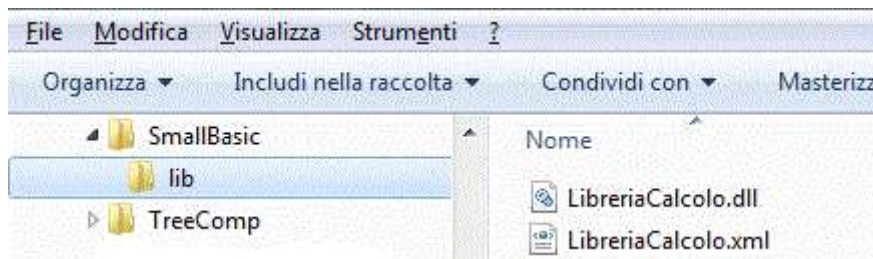 File Modifica Visualizza Strumenti ?
Organizza Includi nella raccolta Condividi con
SmallBasic
lib
TreeComp
Nome
LibreriaCalcolo.dll
LibreriaCalcolo.xml